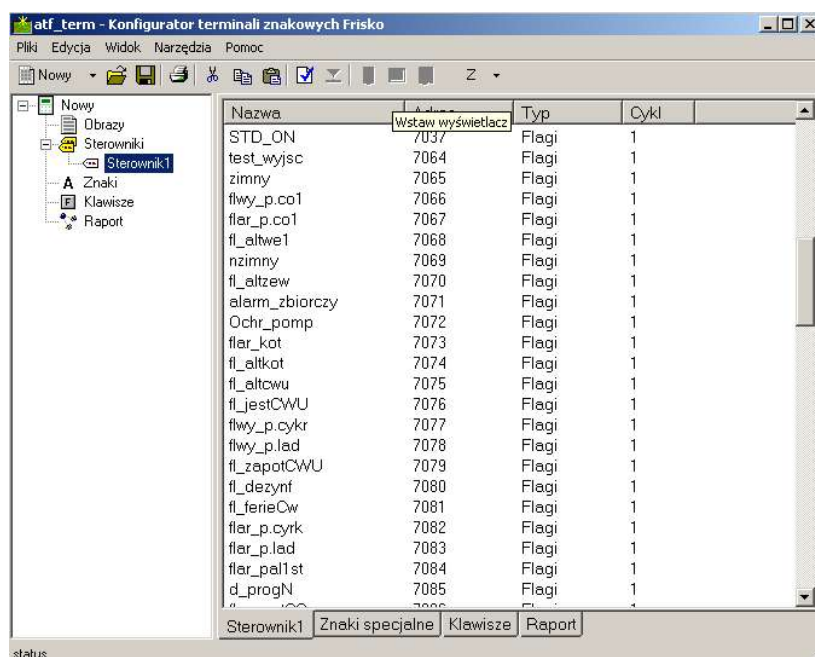 atf_term - Konfigurator terminali znakowych Frisko
Pliki Edycja Widok Narzędzia Pomoc
Nowy Z
Nowy
Obrazy
Sterowniki
Sterownik1
A Znaki
F Klawisze
Raport
Nazwa Typ Cykl
Wstaw wyświetlacz
STD_ON 7037 Flagi 1
test_wyjsc 7064 Flagi 1
zimny 7065 Flagi 1
flwy_p.co1 7066 Flagi 1
flar_p.co1 7067 Flagi 1
fl_altwe1 7068 Flagi 1
nzimny 7069 Flagi 1
fl_altzew 7070 Flagi 1
alarm_zbiorczy 7071 Flagi 1
Ochr_pomp 7072 Flagi 1
flar_kot 7073 Flagi 1
fl_altkot 7074 Flagi 1
fl_altcwu 7075 Flagi 1
fl_jestCWU 7076 Flagi 1
flwy_p.cykr 7077 Flagi 1
flwy_p.lad 7078 Flagi 1
fl_zapotCWU 7079 Flagi 1
fl_dezynf 7080 Flagi 1
fl_ferieCw 7081 Flagi 1
flar_p.cyrk 7082 Flagi 1
flar_p.lad 7083 Flagi 1
flar_pal1st 7084 Flagi 1
d_progN 7085 Flagi 1
Sterownik1 Znaki specjalne Klawisze Raport
status